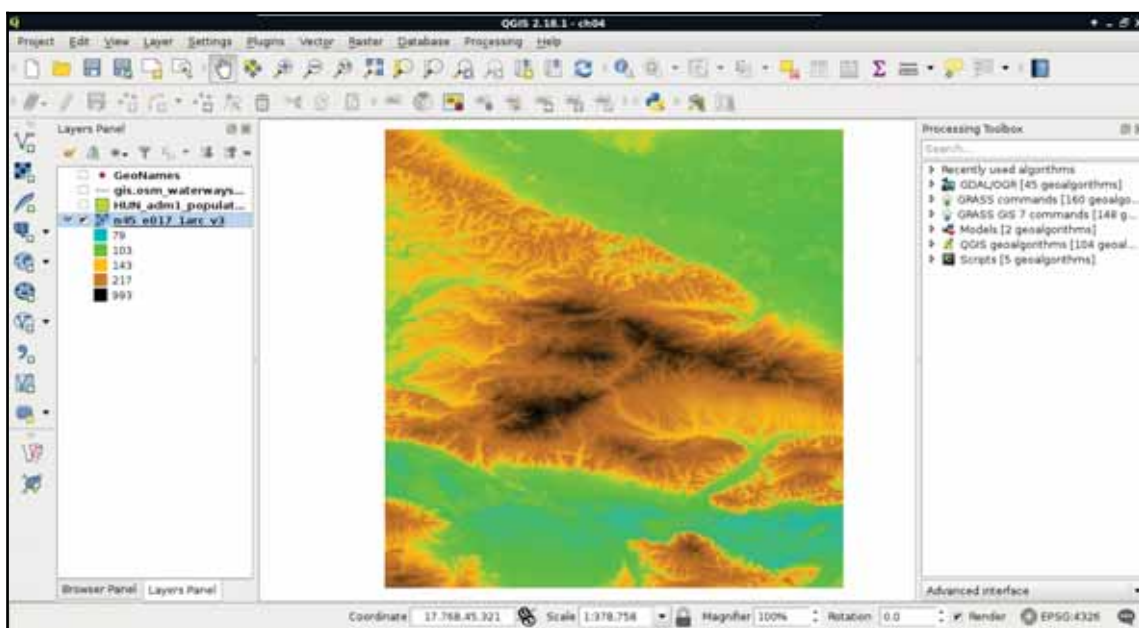 QGIS 2.18.1 - ch04
Project Edit View Layer Settings Plugins Vector Raster Database Processing Help
Layers Panel
GeoNames
gis.osm_waterways...
HUN_adm1_populat...
n45_e017_1arc_v3
79
103
143
217
993
Browser Panel Layers Panel
Processing Toolbox
Search...
Recently used algorithms
GDAL/OGR [45 geoalgorithms]
GRASS commands [160 geoalgo...
GRASS GIS 7 commands [148 g...
Models [2 geoalgorithms]
QGIS geoalgorithms [104 geoal...
Scripts [5 geoalgorithms]
Advanced interface
Coordinate 17.768,45.321 Scale 1:378,758 Magnifier 100% Rotation 0.0 Render EPSG:4326